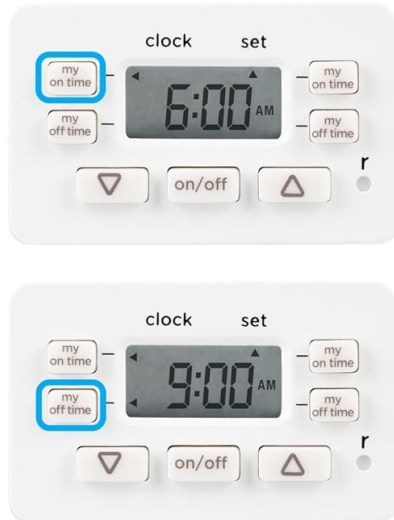 clock set
my my
on time on time
6:00 AM
my my
off time off time
on/off
r
clock set
my my
on time on time
9:00 AM
my my
off time off time
on/off
r